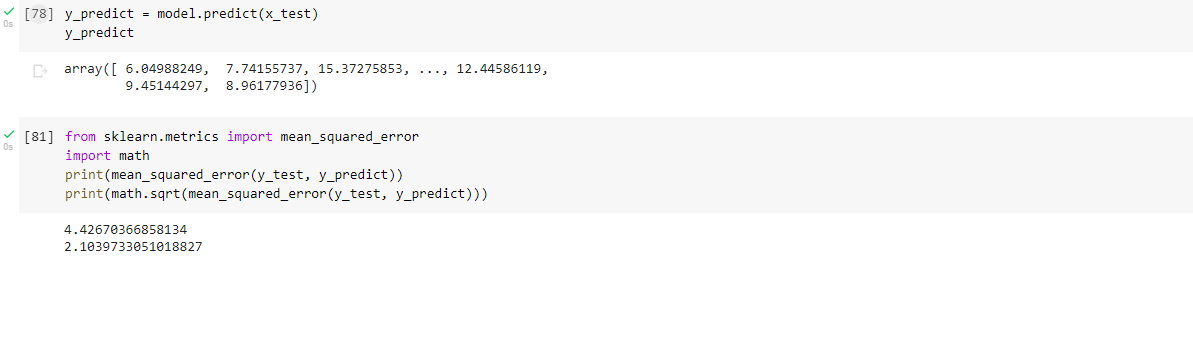 [78] y_predict = model.predict(x_test)
y_predict
0s
array([ 6.04988249,  7.74155737, 15.37275853, ..., 12.44586119,
9.45144297,  8.96177936])
[81] from sklearn.metrics import mean_squared_error
0s
import math
print(mean_squared_error(y_test, y_predict))
print(math.sqrt(mean_squared_error(y_test, y_predict)))
4.42670366858134
2.1039733051018827